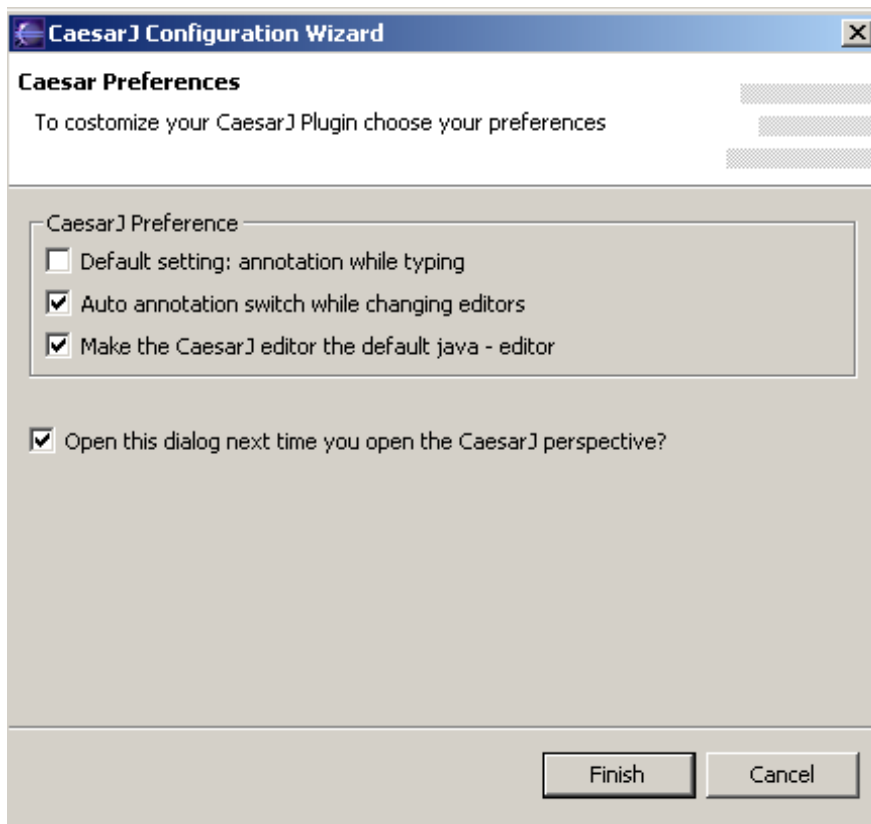 CaesarJ Configuration Wizard
Caesar Preferences
To costomize your CaesarJ Plugin choose your preferences
CaesarJ Preference
Default setting: annotation while typing
Auto annotation switch while changing editors
Make the CaesarJ editor the default java - editor
Open this dialog next time you open the CaesarJ perspective?
Finish
Cancel